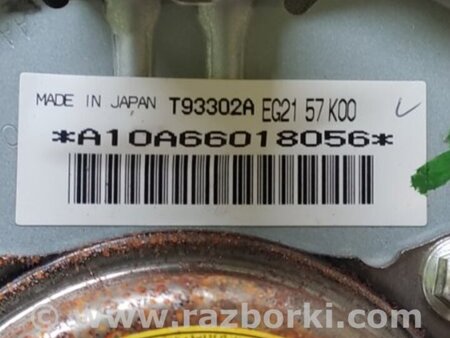 MADE IN JAPAN T93302A EG21 57 K00
*A10A66018056*
www.razborki.com